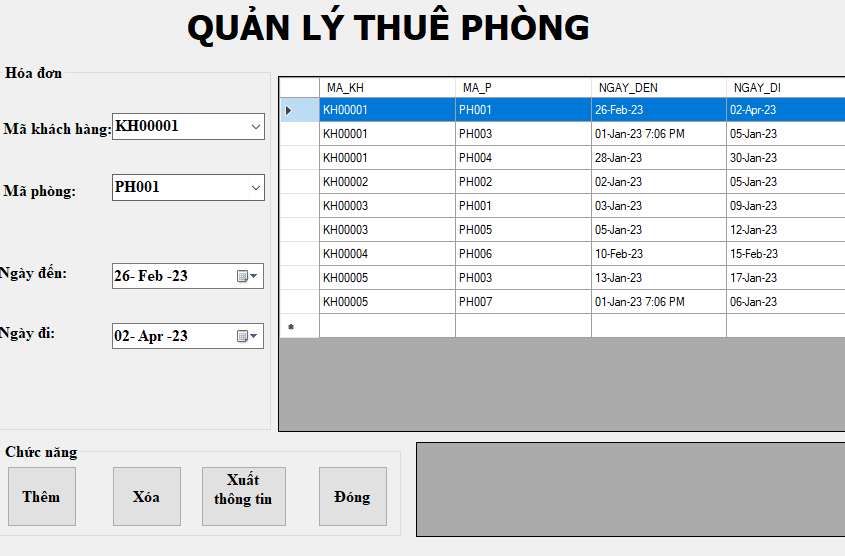 QUẢN LÝ THUÊ PHÒNG
Hóa đơn
Mã khách hàng: KH00001
Mã phòng: PH001
Ngày đến: 26- Feb -23
Ngày đi: 02- Apr -23
MA_KH MA_P NGAY_DEN NGAY_DI
KH00001 PH001 26-Feb-23 02-Apr-23
KH00001 PH003 01-Jan-23 7:06 PM 05-Jan-23
KH00001 PH004 28-Jan-23 30-Jan-23
KH00002 PH002 02-Jan-23 05-Jan-23
KH00003 PH001 03-Jan-23 09-Jan-23
KH00003 PH005 05-Jan-23 12-Jan-23
KH00004 PH006 10-Feb-23 15-Feb-23
KH00005 PH003 13-Jan-23 17-Jan-23
KH00005 PH007 01-Jan-23 7:06 PM 06-Jan-23
Chức năng
Thêm
Xóa
Xuất
thông tin
Đóng